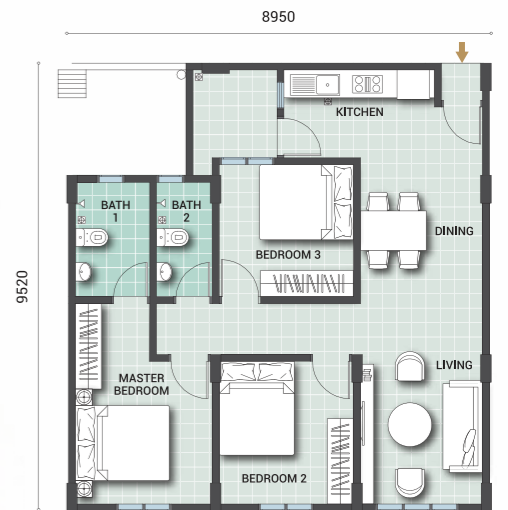 8950
KITCHEN
BATH
1
BATH
2
DINING
BEDROOM 3
9520
LIVING
MASTER
BEDROOM
BEDROOM 2